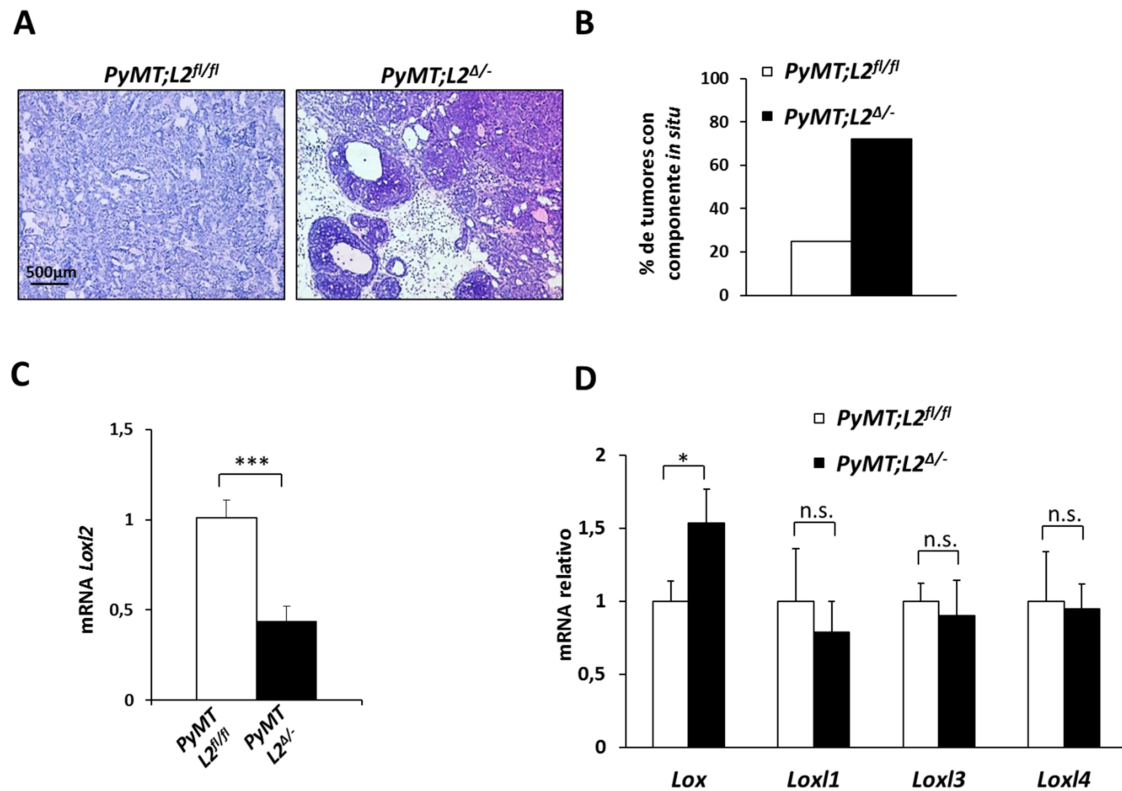 A
PyMT;L2fl/fl
PyMT;L2Δ/-
500µm
B
PyMT;L2fl/fl
PyMT;L2Δ/-
% de tumores con
componente in situ
100
80
60
40
20
0
C
mRNA Loxl2
1,5
1
0,5
0
***
PyMT
L2fl/fl
PyMT
L2Δ/-
D
PyMT;L2fl/fl
PyMT;L2Δ/-
mRNA relativo
2
1,5
1
0,5
0
*
n.s.
n.s.
n.s.
Lox
Loxl1
Loxl3
Loxl4